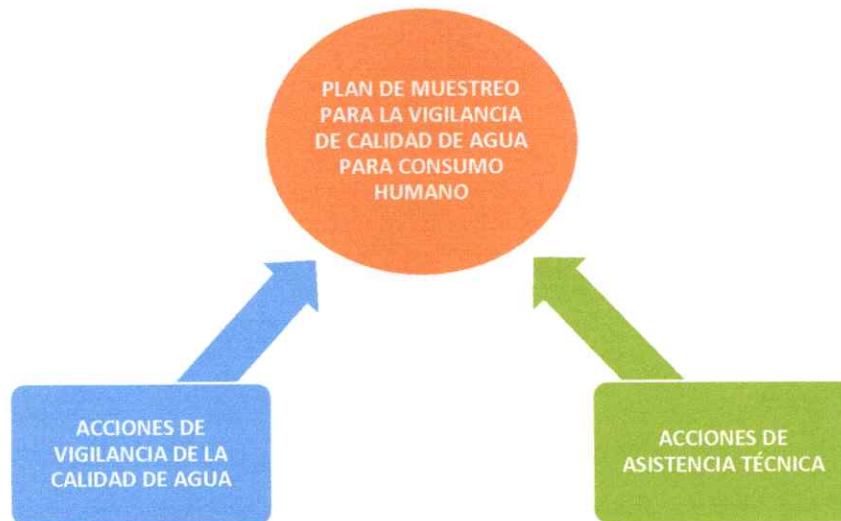 PLAN DE MUESTREO
PARA LA VIGILANCIA
DE CALIDAD DE AGUA
PARA CONSUMO
HUMANO
ACCIONES DE
VIGILANCIA DE LA
CALIDAD DE AGUA
ACCIONES DE
ASISTENCIA TÉCNICA